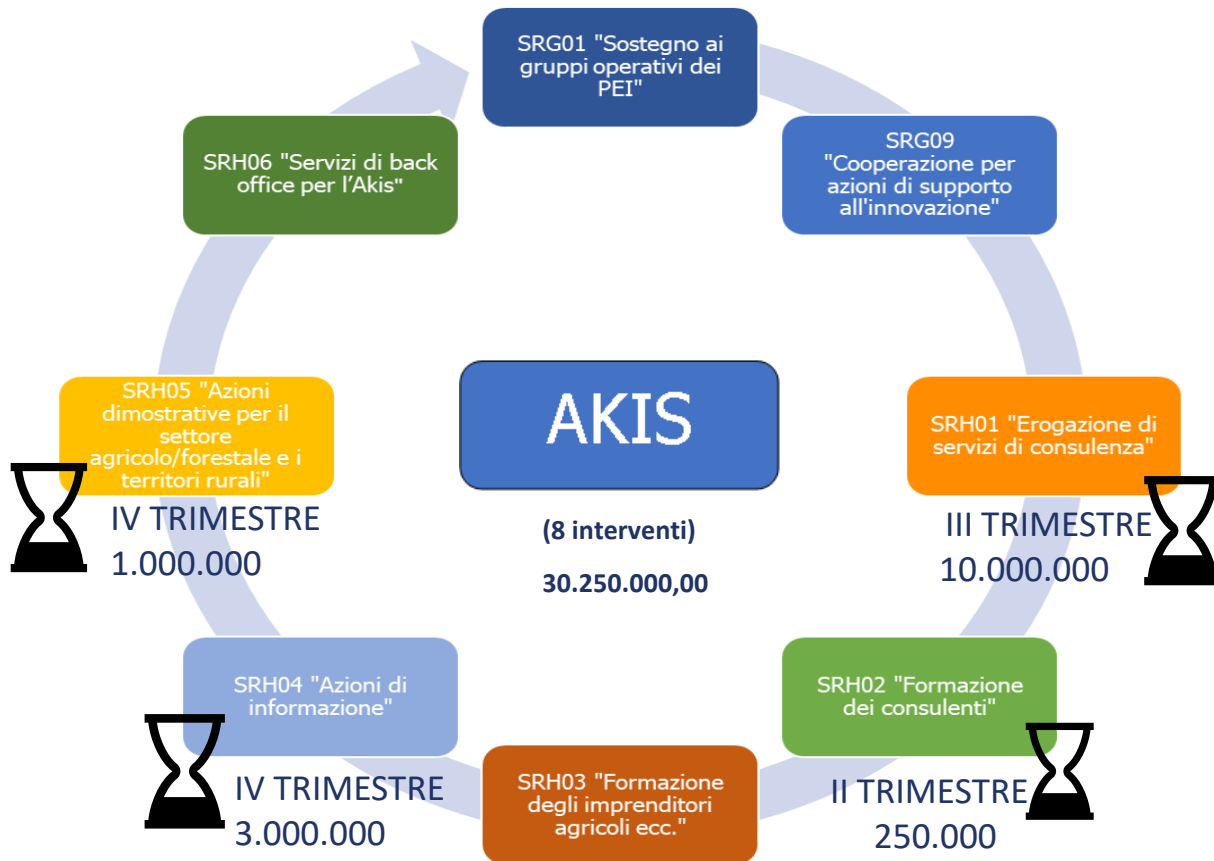 SRG01 "Sostegno ai
gruppi operativi dei
PEI"
SRG09
"Cooperazione per
azioni di supporto
all'innovazione"
SRH01 "Erogazione di
servizi di consulenza"
III TRIMESTRE
10.000.000
SRH02 "Formazione
dei consulenti"
II TRIMESTRE
250.000
SRH03 "Formazione
degli imprenditori
agricoli ecc."
SRH04 "Azioni di
informazione"
IV TRIMESTRE
3.000.000
SRH05 "Azioni
dimostrative per il
settore
agricolo/forestale e i
territori rurali"
IV TRIMESTRE
1.000.000
SRH06 "Servizi di back
office per l'Akis"
AKIS
(8 interventi)
30.250.000,00